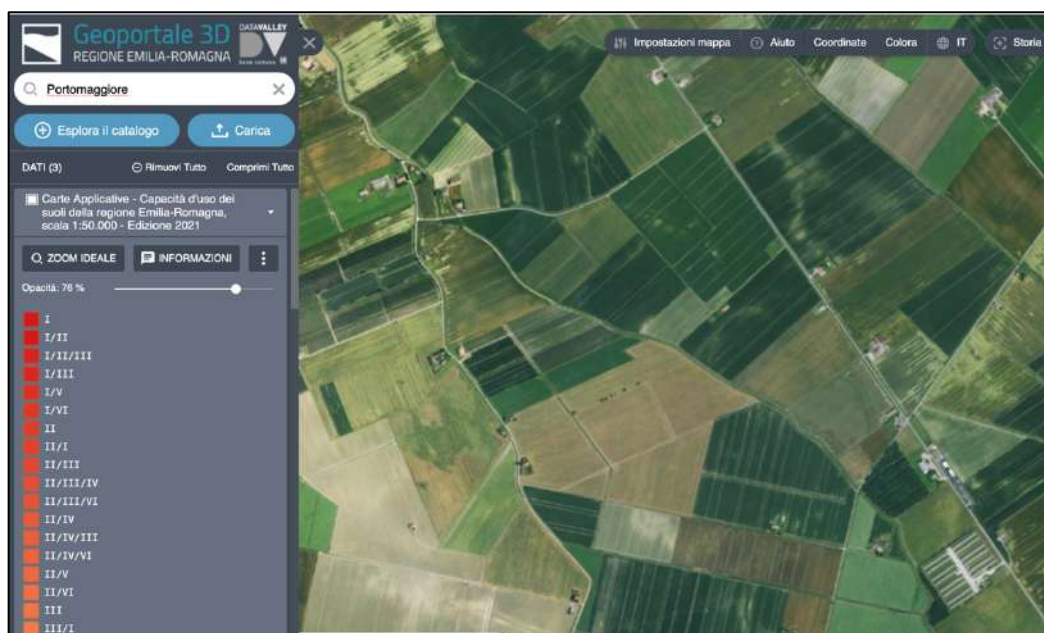 Geoportale 3D
REGIONE EMILIA-ROMAGNA
DATAVALLEY
Portomaggiore
Esplora il catalogo
Carica
DATI (3)
Rimuovi Tutto
Comprimi Tutto
Carte Applicative - Capacità d'uso dei
suoli della regione Emilia-Romagna,
scala 1:50.000 - Edizione 2021
ZOOM IDEALE
INFORMAZIONI
Opacità: 76 %
I
I/II
I/II/III
I/III
I/V
I/VI
II
II/I
II/III
II/III/IV
II/III/VI
II/IV
II/IV/III
II/IV/VI
II/V
II/VI
III
III/I
Impostazioni mappa
Aiuto
Coordinate
Colora
IT
Storia